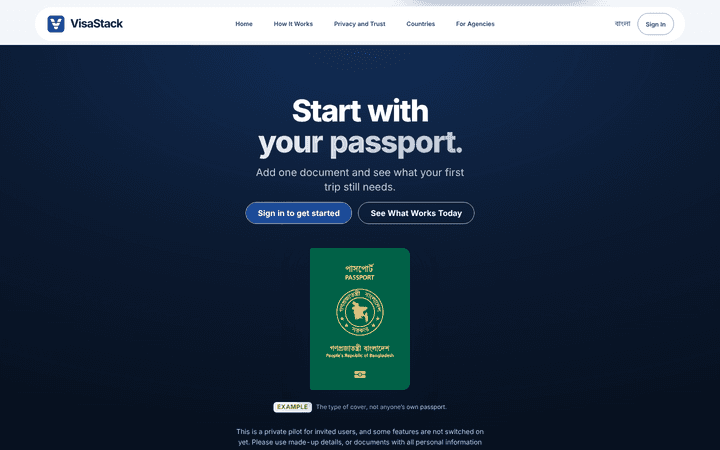 VisaStack
Home
How It Works
Privacy and Trust
Countries
For Agencies
বাংলা
Sign In
Start with
your passport.
Add one document and see what your first
trip still needs.
Sign in to get started
See What Works Today
পাসপোর্ট
PASSPORT
গণপ্রজাতন্ত্রী বাংলাদেশ
সরকার
গণপ্রজাতন্ত্রী বাংলাদেশ
People's Republic of Bangladesh
EXAMPLE
The type of cover, not anyone's own passport.
This is a private pilot for invited users, and some features are not switched on
yet. Please use made-up details, or documents with all personal information